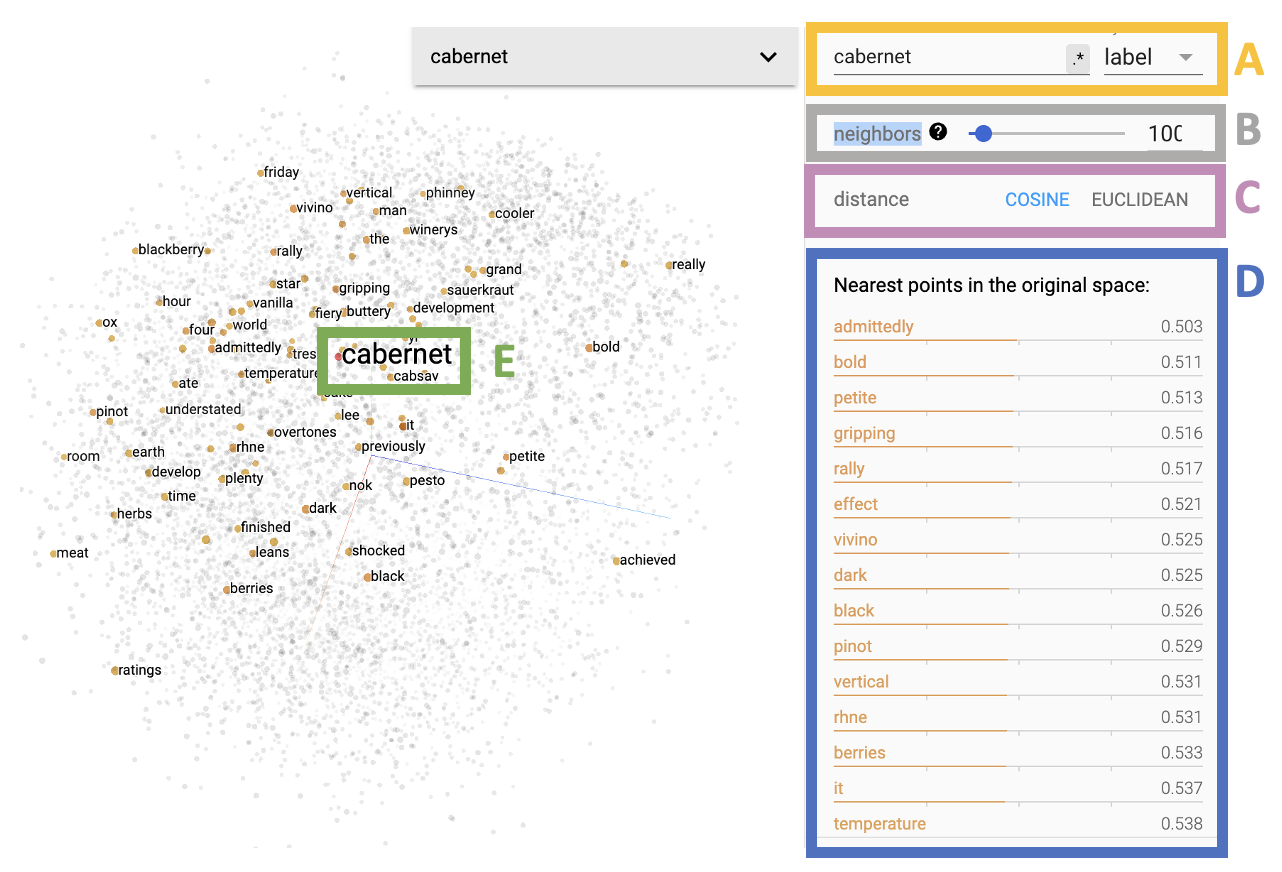 cabernet
cabernet .* label A
neighbors ? 100 B
distance COSINE EUCLIDEAN C
D
Nearest points in the original space:
admittedly 0.503
bold 0.511
petite 0.513
gripping 0.516
rally 0.517
effect 0.521
vivino 0.525
dark 0.525
black 0.526
pinot 0.529
vertical 0.531
rhne 0.531
berries 0.533
it 0.537
temperature 0.538
friday
vertical
phinney
vivino
man
cooler
winerys
the
blackberry
rally
really
grand
star
gripping
sauerkraut
hour
vanilla
fiery
buttery
development
ox
four
world
admittedly
tres
cabernet
E
bold
temperature
cabsav
ate
pinot
understated
lee
it
overtones
previously
room
earth
rhne
petite
develop
plenty
nok
pesto
time
herbs
dark
finished
meat
leans
shocked
achieved
berries
black
ratings